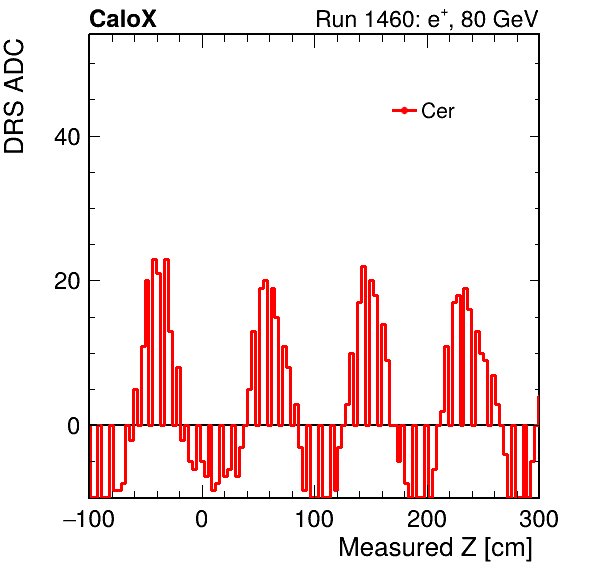 CaloX Run 1460: e⁺, 80 GeV
DRS ADC
Cer
40
20
0
−100 0 100 200 300
Measured Z [cm]